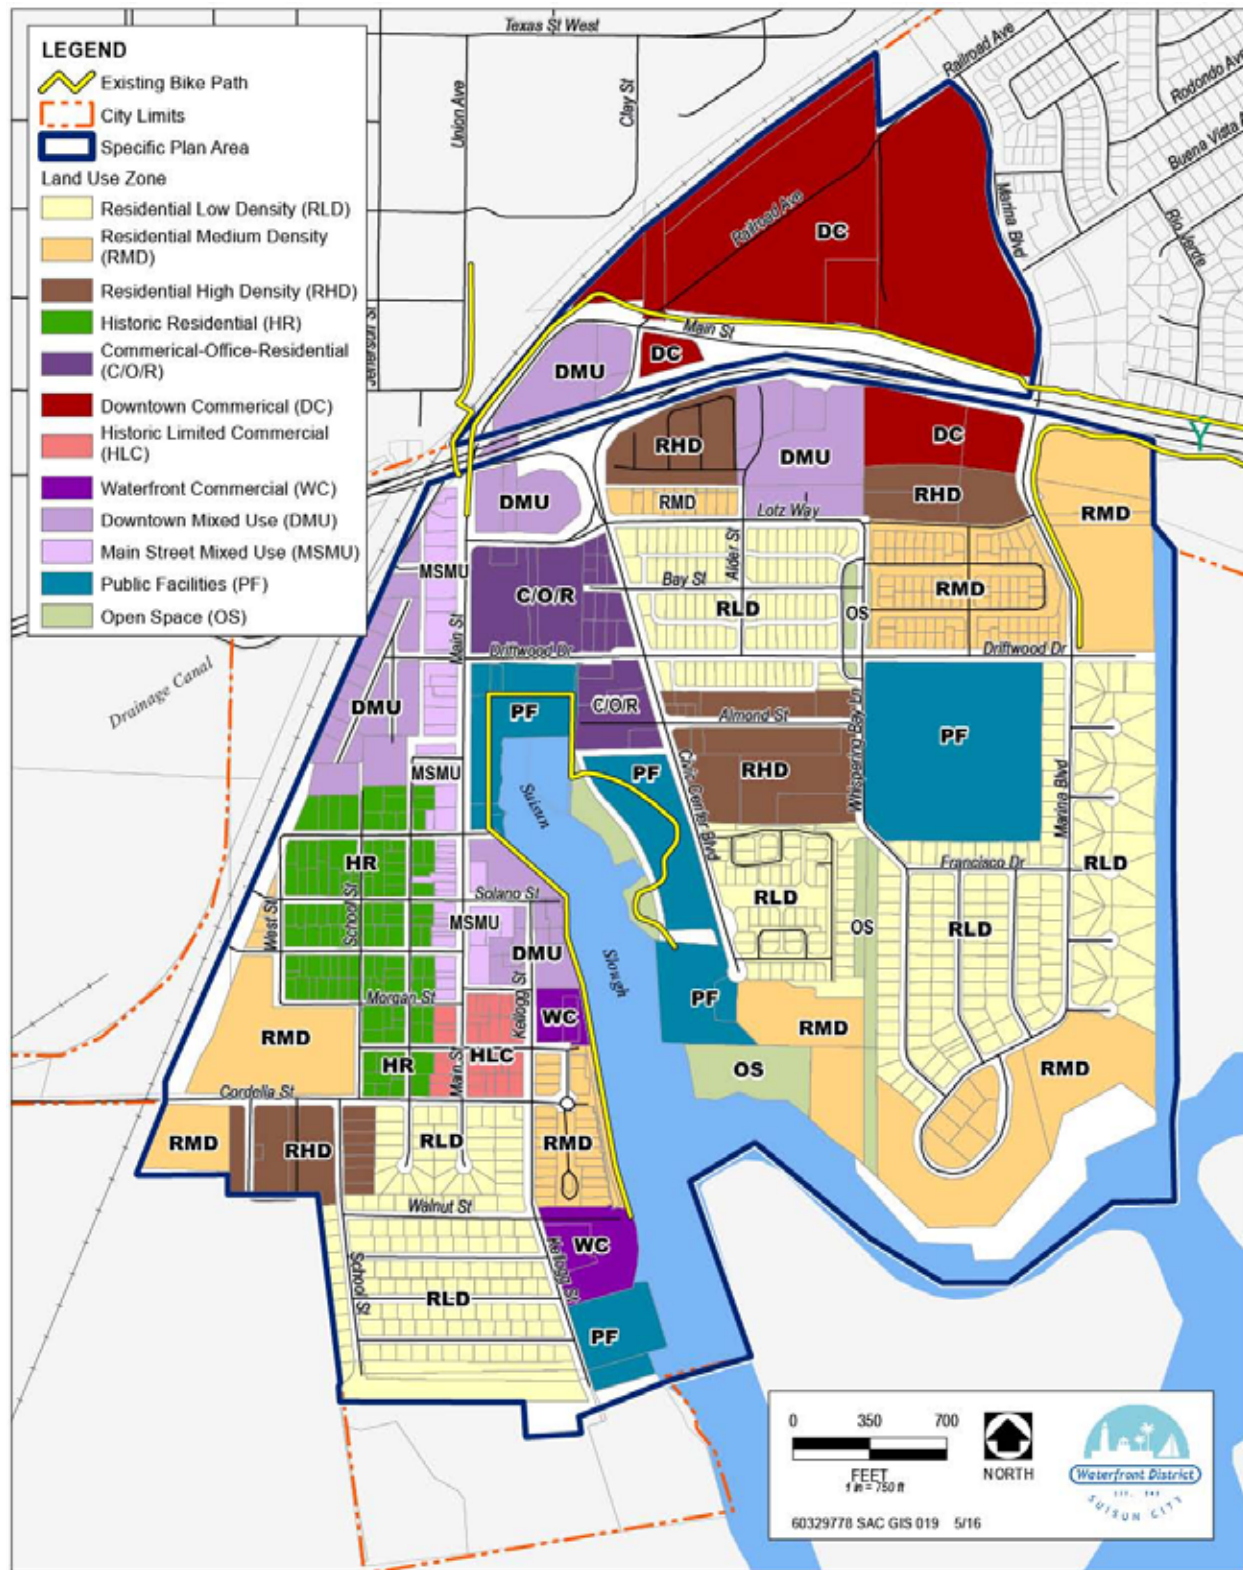 LEGEND
Existing Bike Path
City Limits
Specific Plan Area
Land Use Zone
Residential Low Density (RLD)
Residential Medium Density
(RMD)
Residential High Density (RHD)
Historic Residential (HR)
Commerical-Office-Residential
(C/O/R)
Downtown Commerical (DC)
Historic Limited Commercial
(HLC)
Waterfront Commercial (WC)
Downtown Mixed Use (DMU)
Main Street Mixed Use (MSMU)
Public Facilities (PF)
Open Space (OS)
Texas St West
Union Ave
Clay St
Jefferson St
Railroad Ave
Rodondo Ave
Buena Vista A
Rio Verde
Marina Blvd
Railroad Ave
DC
Main St
DC
DMU
RHD
DMU
DC
RHD
RMD
DMU
RMD
Lotz Way
Alder St
MSMU
C/O/R
Bay St
RLD
OS
RMD
Main St
Driftwood Dr
Driftwood Dr
Drainage Canal
DMU
PF
C/O/R
Almond St
Whispering Bay Ln
PF
MSMU
Suisun
PF
Civic Center Blvd
RHD
Marina Blvd
HR
Francisco Dr
RLD
West St
School St
Solano St
MSMU
RLD
OS
RLD
DMU
Slough
Kellogg St
Morgan St
WC
PF
RMD
RMD
HR
Main St
HLC
OS
RMD
Cordella St
RMD
RHD
RLD
RMD
Walnut St
WC
Kellogg St
School St
RLD
PF
0 350 700
FEET
1 in = 750 ft
NORTH
60329778 SAC GIS 019 5/16
Waterfront District
SUISUN CITY